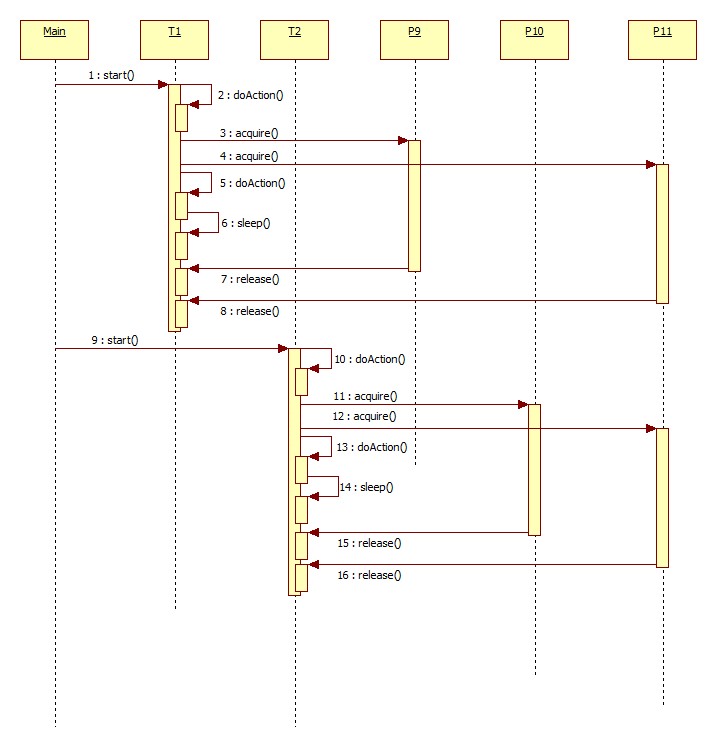 Main
T1
T2
P9
P10
P11
1 : start()
2 : doAction()
3 : acquire()
4 : acquire()
5 : doAction()
6 : sleep()
7 : release()
8 : release()
9 : start()
10 : doAction()
11 : acquire()
12 : acquire()
13 : doAction()
14 : sleep()
15 : release()
16 : release()